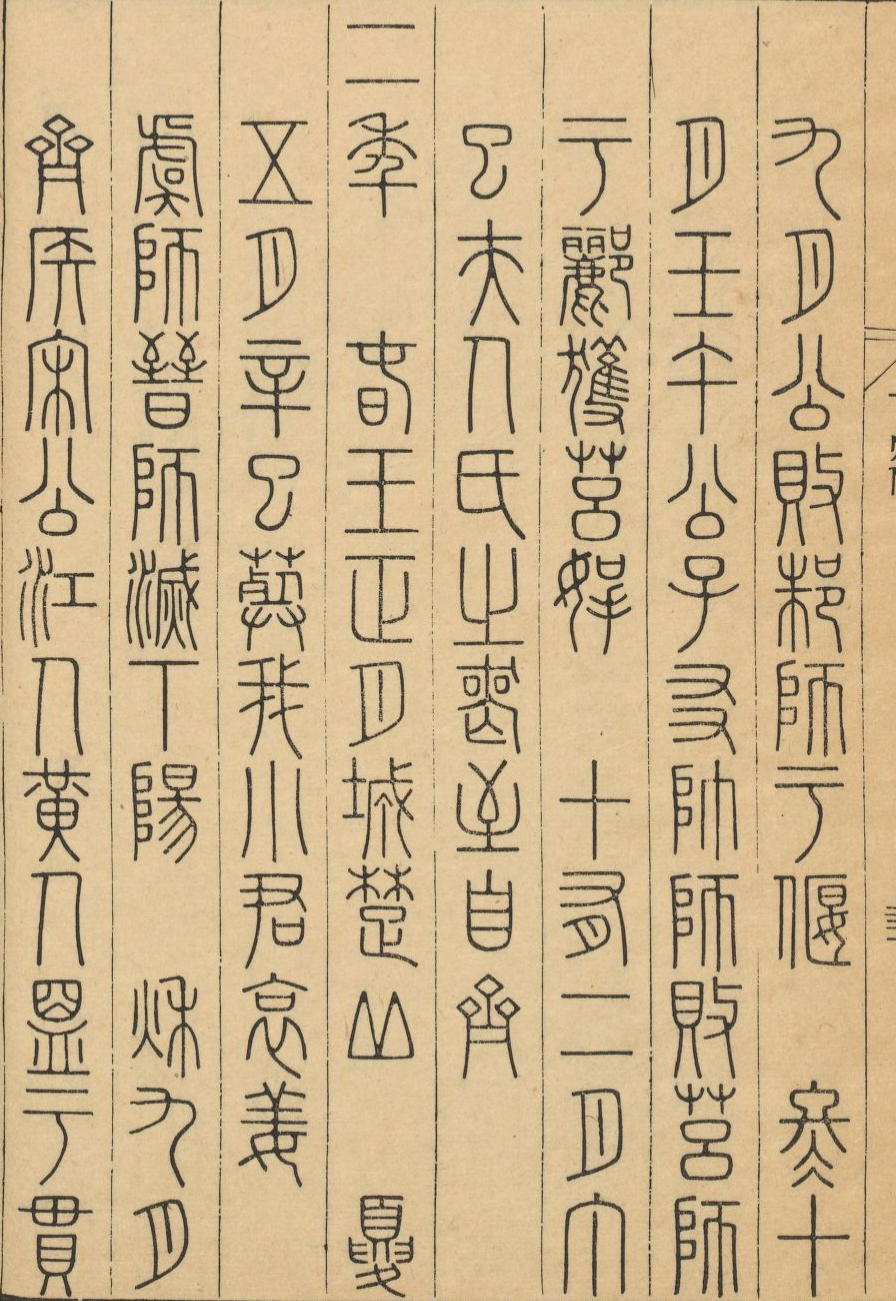 九月公敗邾師于偃　冬十
月壬午公子友帥師敗莒師
于酈獲莒挐　十有二月丁
巳夫人氏之喪至自齊
二年　春王正月城楚丘　夏
五月辛巳葬我小君哀姜
虞師晉師滅下陽　秋九月
齊侯宋公江人黃人盟于貫